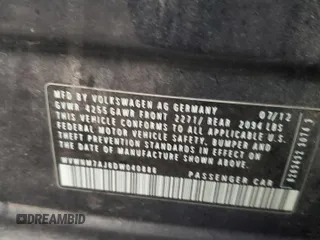 MFD BY VOLKSWAGEN AG GERMANY 07/12
GVWR 4255 GAWR FRONT 2277/ REAR 2094 LBS
THIS VEHICLE CONFORMS TO ALL APPLICABLE U.S.
FEDERAL MOTOR VEHICLE SAFETY, BUMPER AND
THEFT PREVENTION STANDARDS IN EFFECT ON THE
DATE OF MANUFACTURE SHOWN ABOVE.
PASSENGER CAR
DREAMBID